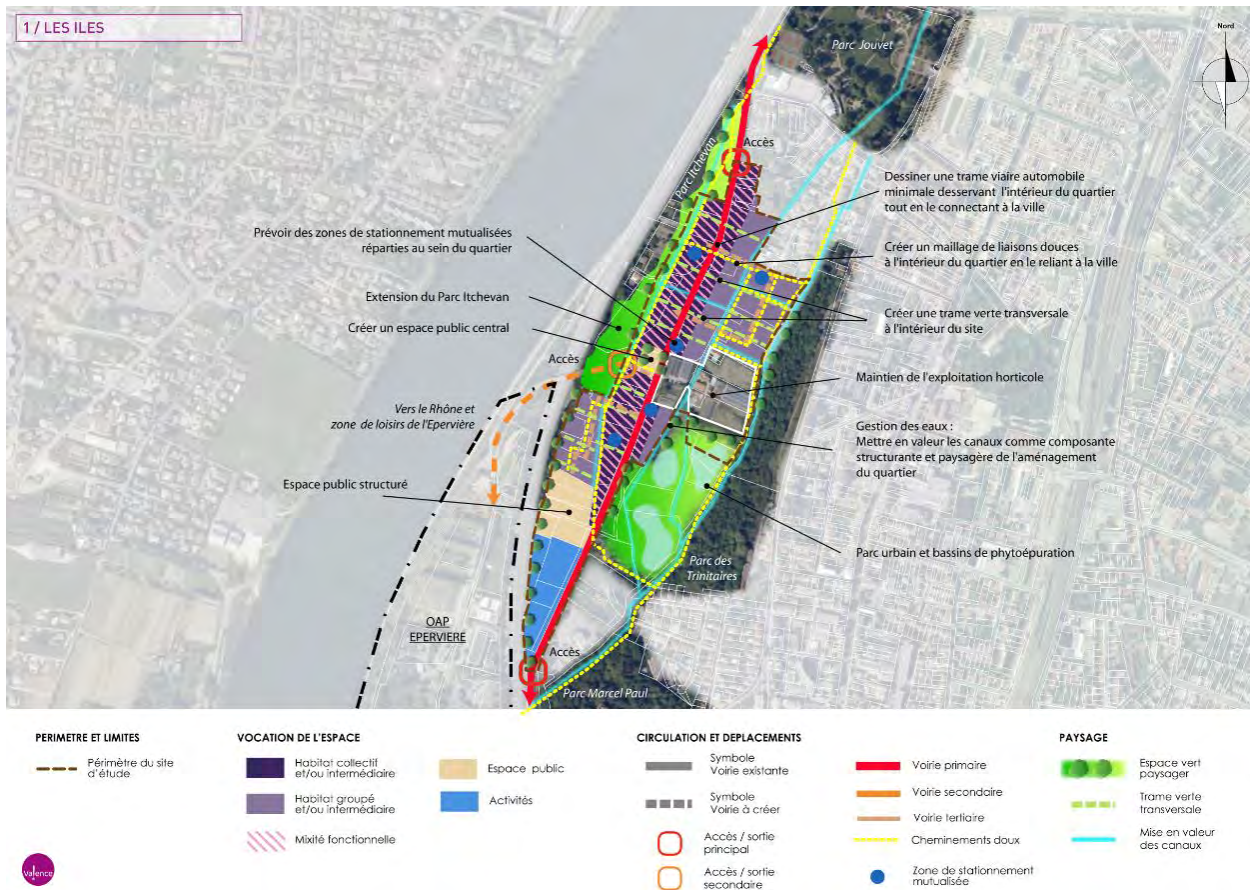 1 / LES ILES
Nord
Parc Jouvet
Parc Itchevan
Accès
Dessiner une trame viaire automobile
minimale desservant l'intérieur du quartier
tout en le connectant à la ville
Prévoir des zones de stationnement mutualisées
réparties au sein du quartier
Créer un maillage de liaisons douces
à l'intérieur du quartier en le reliant à la ville
Extension du Parc Itchevan
Créer un espace public central
Créer une trame verte transversale
à l'intérieur du site
Accès
Maintien de l'exploitation horticole
Vers le Rhône et
zone de loisirs de l'Epervière
Gestion des eaux :
Mettre en valeur les canaux comme composante
structurante et paysagère de l'aménagement
du quartier
Espace public structuré
Parc urbain et bassins de phytoépuration
Parc des
Trinitaires
OAP
EPERVIERE
Accès
Parc Marcel Paul
PERIMETRE ET LIMITES
Périmètre du site
d'étude
VOCATION DE L'ESPACE
Habitat collectif
et/ou intermédiaire
Habitat groupé
et/ou intermédiaire
Mixité fonctionnelle
Espace public
Activités
CIRCULATION ET DEPLACEMENTS
Symbole
Voirie existante
Symbole
Voirie à créer
Accès / sortie
principal
Accès / sortie
secondaire
Voirie primaire
Voirie secondaire
Voirie tertiaire
Cheminements doux
Zone de stationnement
mutualisée
PAYSAGE
Espace vert
paysager
Trame verte
transversale
Mise en valeur
des canaux
Valence